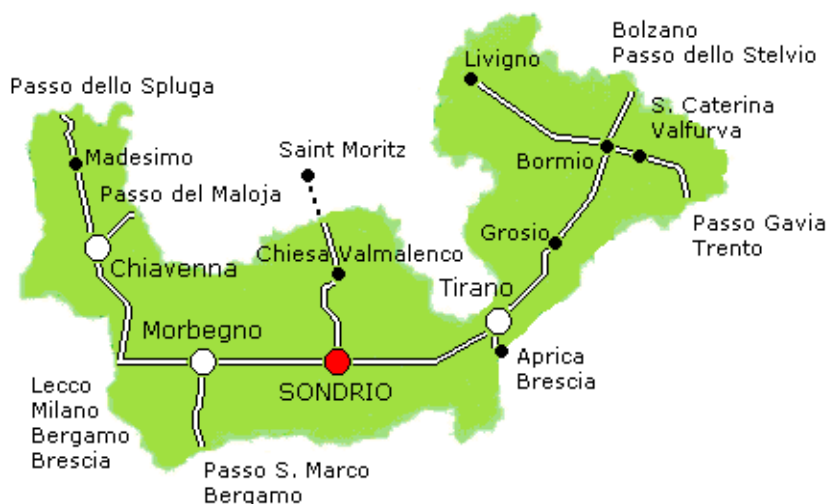 Bolzano
Passo dello Stelvio
Livigno
Passo dello Spluga
S. Caterina
Valfurva
Saint Moritz
Bormio
Madesimo
Passo del Maloja
Passo Gavia
Trento
Grosio
Chiesa Valmalenco
Chiavenna
Tirano
Morbegno
Aprica
Brescia
SONDRIO
Lecco
Milano
Bergamo
Brescia
Passo S. Marco
Bergamo